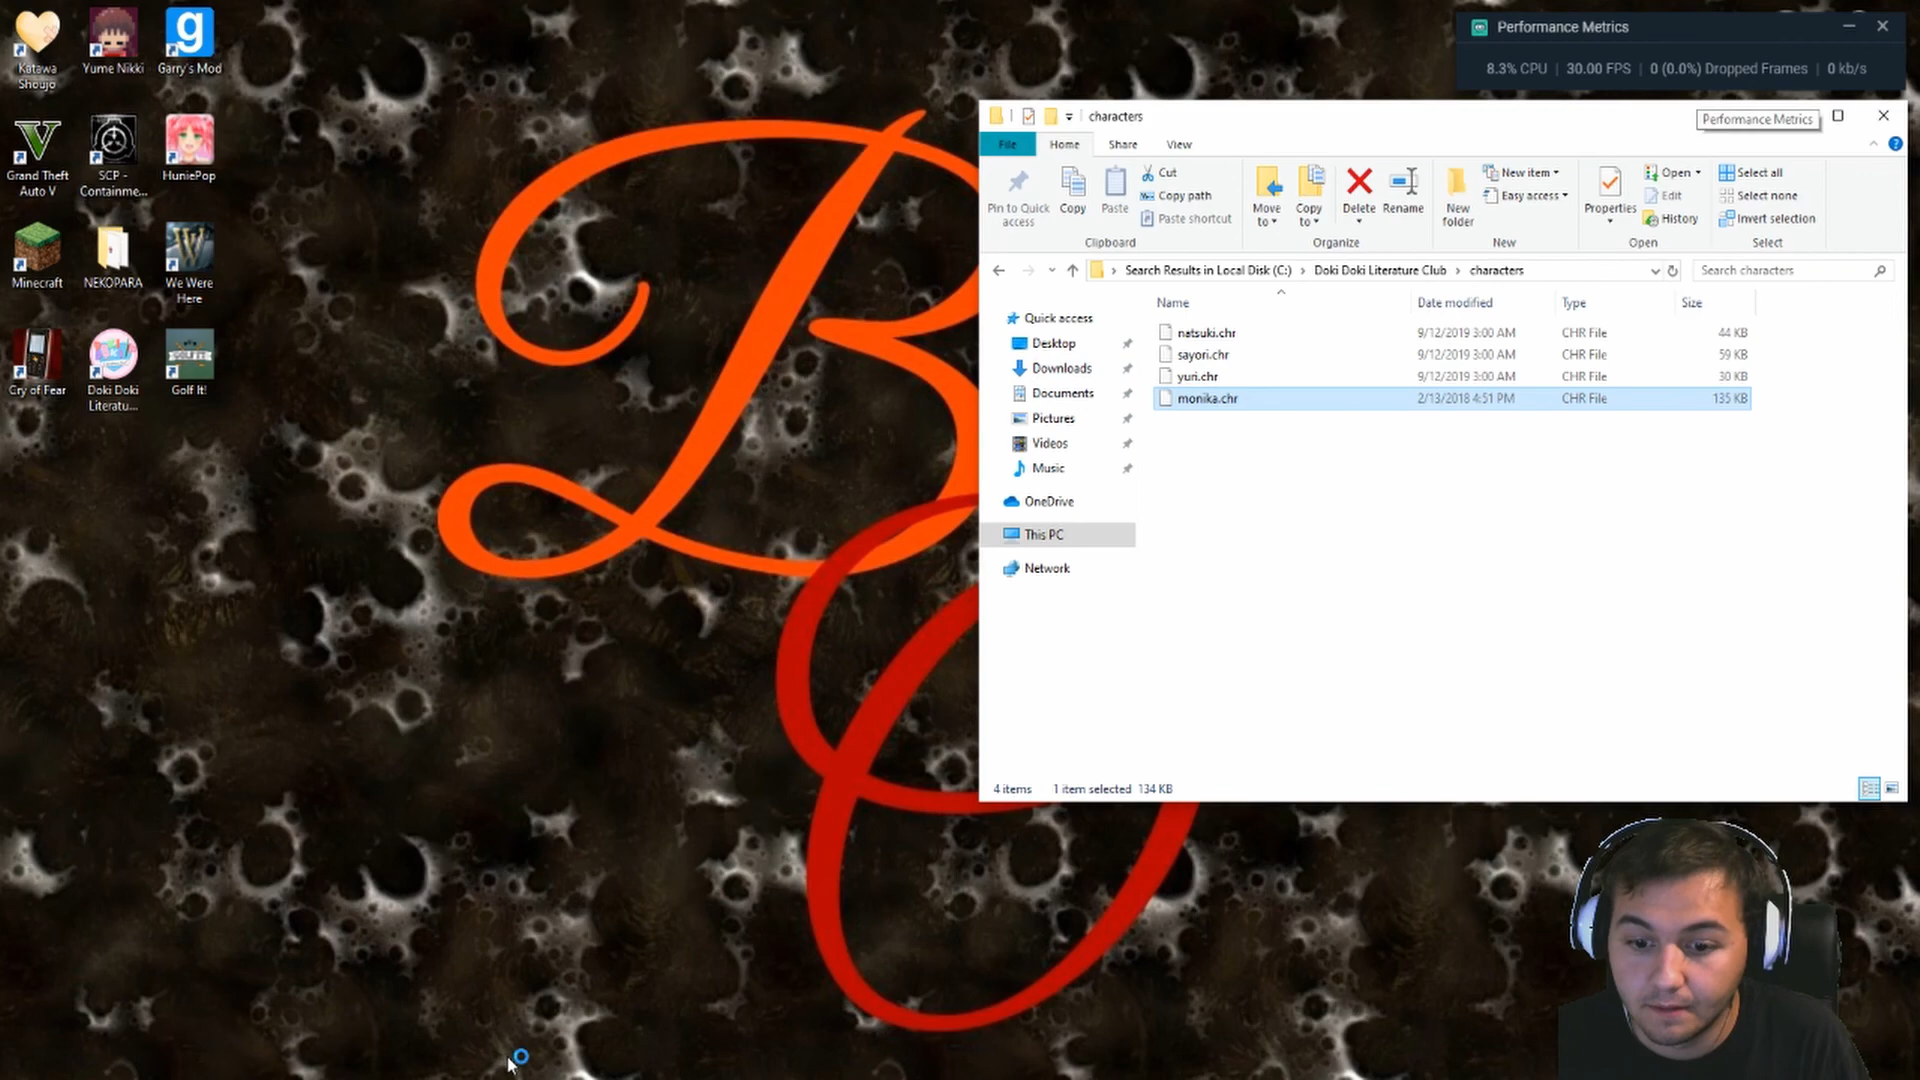 Katawa Shoujo
Yume Nikki
Garry's Mod
Grand Theft Auto V
SCP - Containme...
HuniePop
Minecraft
NEKOPARA
We Were Here
Cry of Fear
Doki Doki Literatu...
Golf It!
Performance Metrics
8.3% CPU | 30.00 FPS | 0 (0.0%) Dropped Frames | 0 kb/s
characters
Performance Metrics
File Home Share View
Pin to Quick access
Copy
Paste
Cut
Copy path
Paste shortcut
Clipboard
Move to
Copy to
Delete
Rename
Organize
New folder
New item
Easy access
New
Properties
Open
Edit
History
Open
Select all
Select none
Invert selection
Select
Search Results in Local Disk (C:) › Doki Doki Literature Club › characters
Search characters
Quick access
Desktop
Downloads
Documents
Pictures
Videos
Music
OneDrive
This PC
Network
Name Date modified Type Size
natsuki.chr 9/12/2019 3:00 AM CHR File 44 KB
sayori.chr 9/12/2019 3:00 AM CHR File 59 KB
yuri.chr 9/12/2019 3:00 AM CHR File 30 KB
monika.chr 2/13/2018 4:51 PM CHR File 135 KB
4 items 1 item selected 134 KB